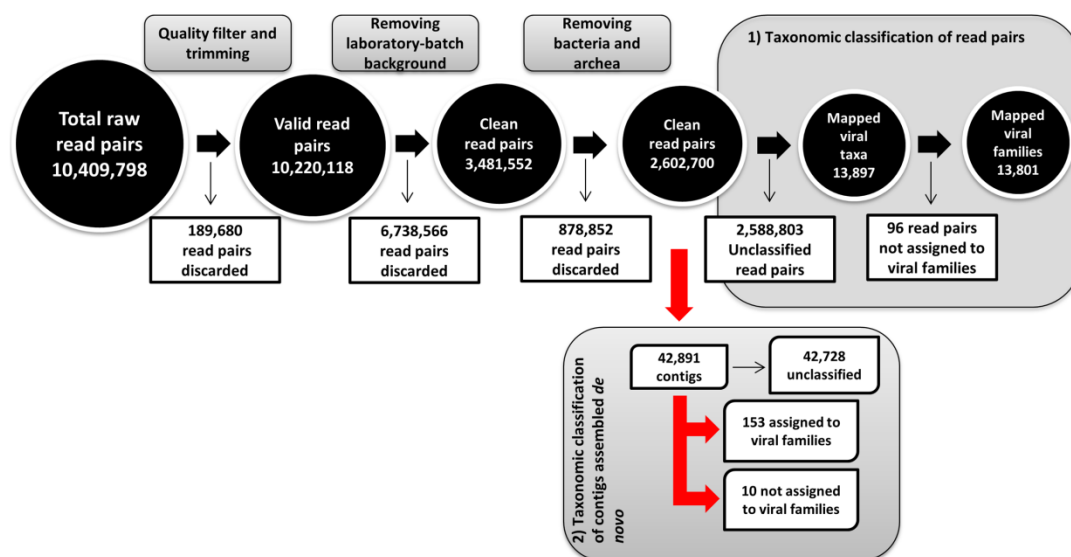 Quality filter and
trimming
Removing
laboratory-batch
background
Removing
bacteria and
archea
1) Taxonomic classification of read pairs
Total raw
read pairs
10,409,798
Valid read
pairs
10,220,118
Clean
read pairs
3,481,552
Clean
read pairs
2,602,700
Mapped
viral
taxa
13,897
Mapped
viral
families
13,801
189,680
read pairs
discarded
6,738,566
read pairs
discarded
878,852
read pairs
discarded
2,588,803
Unclassified
read pairs
96 read pairs
not assigned to
viral families
2) Taxonomic classification
of contigs assembled de
novo
42,891
contigs
42,728
unclassified
153 assigned to
viral families
10 not assigned
to viral families